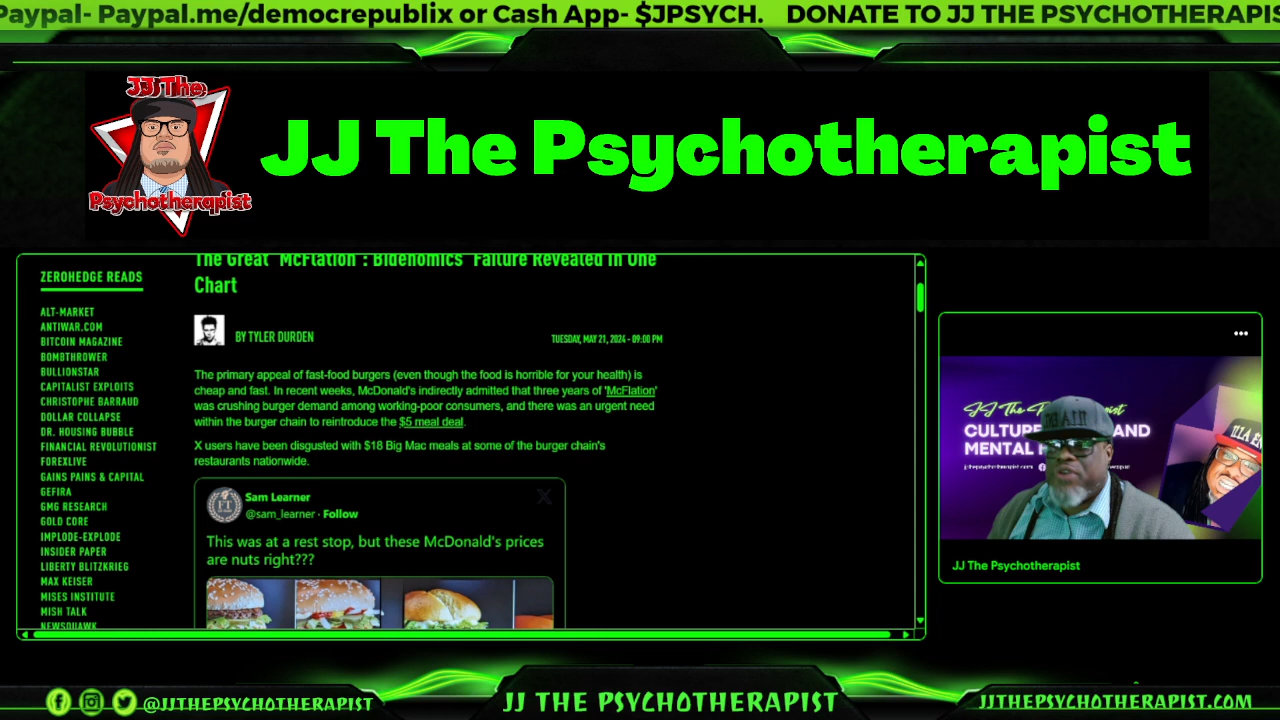 Paypal- Paypal.me/democrepublix or Cash App- $JPSYCH. DONATE TO JJ THE PSYCHOTHERAPIS
JJ The
Psychotherapist
JJ The Psychotherapist
The Great "McFlation": Bidenomics' Failure Revealed In One
Chart
ZEROHEDGE READS
ALT-MARKET
ANTIWAR.COM
BITCOIN MAGAZINE
BOMBTHROWER
BULLIONSTAR
CAPITALIST EXPLOITS
CHRISTOPHE BARRAUD
DOLLAR COLLAPSE
DR. HOUSING BUBBLE
FINANCIAL REVOLUTIONIST
FOREXLIVE
GAINS PAINS & CAPITAL
GEFIRA
GMG RESEARCH
GOLD CORE
IMPLODE-EXPLODE
INSIDER PAPER
LIBERTY BLITZKRIEG
MAX KEISER
MISES INSTITUTE
MISH TALK
NEWSQUAWK
BY TYLER DURDEN
TUESDAY, MAY 21, 2024 - 09:00 PM
The primary appeal of fast-food burgers (even though the food is horrible for your health) is
cheap and fast. In recent weeks, McDonald's indirectly admitted that three years of 'McFlation'
was crushing burger demand among working-poor consumers, and there was an urgent need
within the burger chain to reintroduce the $5 meal deal.
X users have been disgusted with $18 Big Mac meals at some of the burger chain's
restaurants nationwide.
Sam Learner
@sam_learner · Follow
This was at a rest stop, but these McDonald's prices
are nuts right???
JJ The
CULTURE AND
MENTAL
JJ The Psychotherapist
@JJTHEPSYCHOTHERAPIST
JJ THE PSYCHOTHERAPIST
JJTHEPSYCHOTHERAPIST.COM